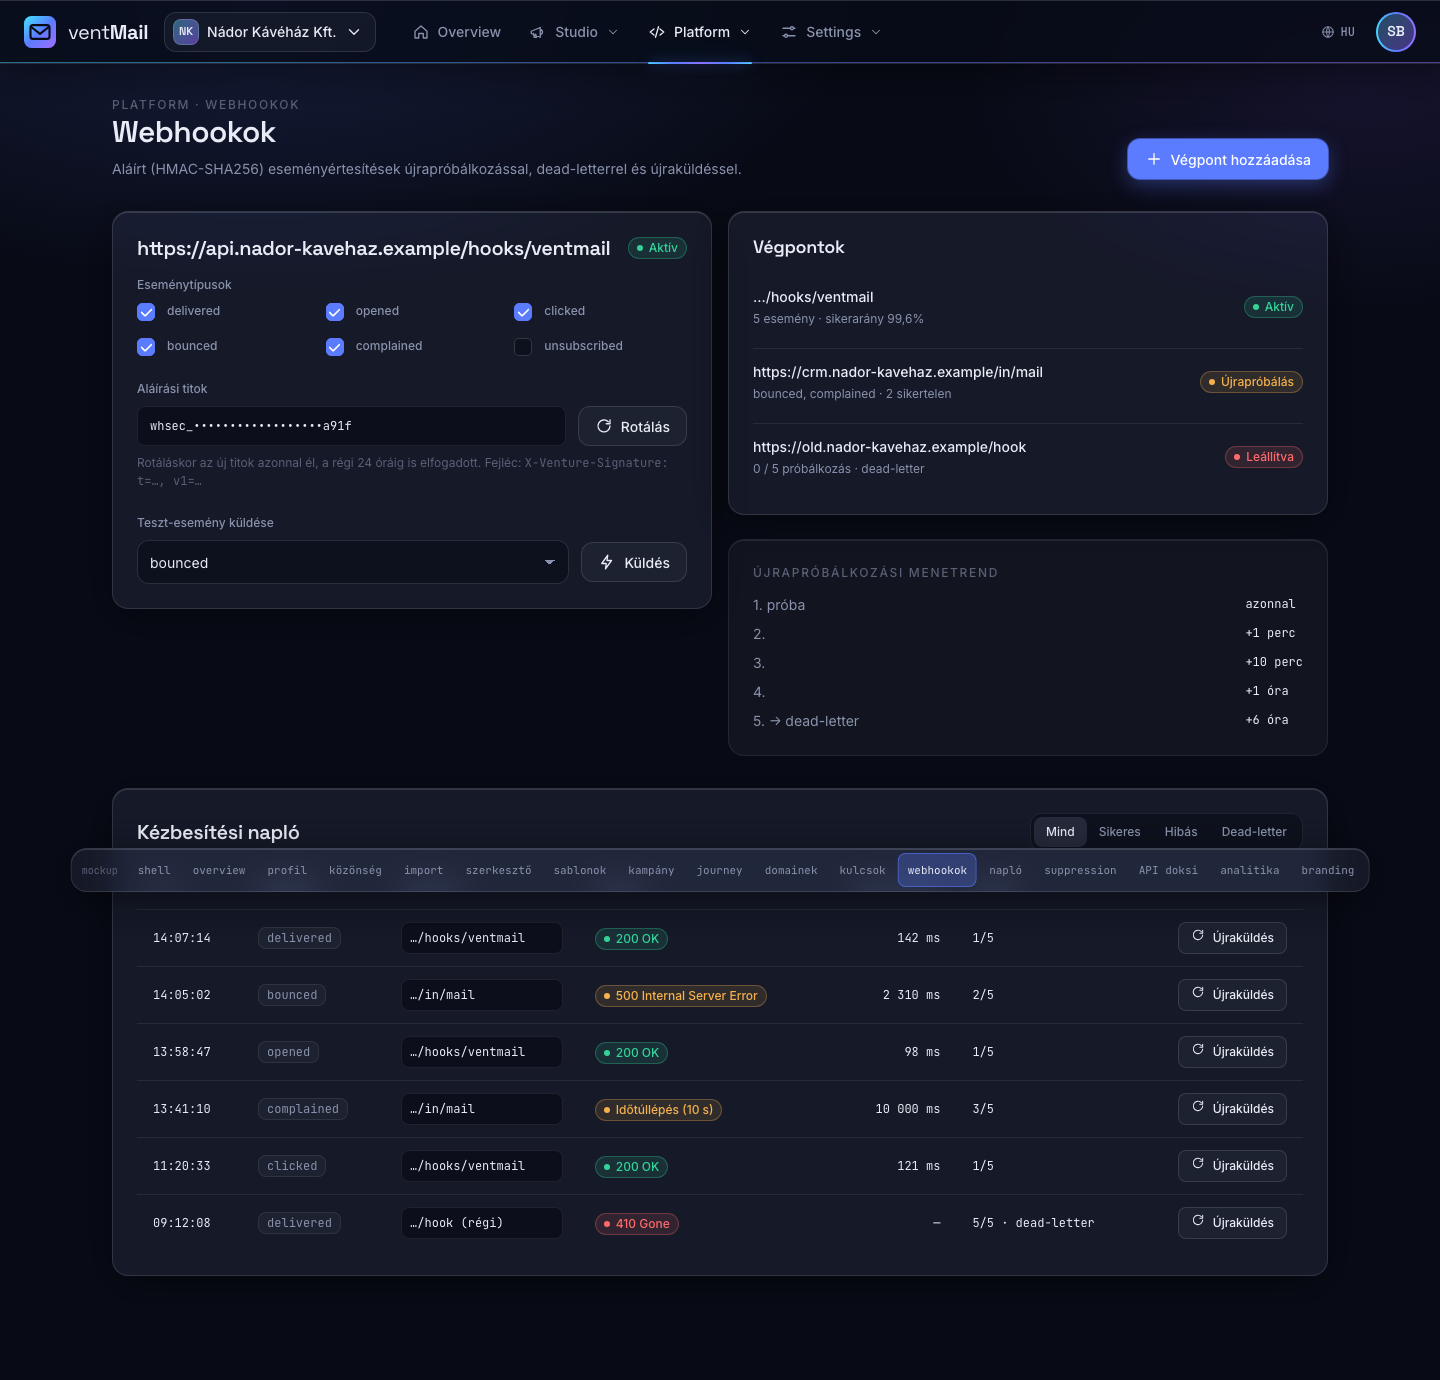 ventMail
NK Nádor Kávéház Kft.
Overview
Studio
Platform
Settings
HU
SB
PLATFORM · WEBHOOKOK
Webhookok
Aláírt (HMAC-SHA256) eseményértesítések újrapróbálkozással, dead-letterrel és újraküldéssel.
Végpont hozzáadása
https://api.nador-kavehaz.example/hooks/ventmail
Aktív
Eseménytípusok
delivered
opened
clicked
bounced
complained
unsubscribed
Aláírási titok
whsec_••••••••••••••••••a91f
Rotálás
Rotáláskor az új titok azonnal él, a régi 24 óráig is elfogadott. Fejléc: X-Venture-Signature:
t=…, v1=…
Teszt-esemény küldése
bounced
Küldés
Végpontok
…/hooks/ventmail
5 esemény · sikerarány 99,6%
Aktív
https://crm.nador-kavehaz.example/in/mail
bounced, complained · 2 sikertelen
Újrapróbálás
https://old.nador-kavehaz.example/hook
0 / 5 próbálkozás · dead-letter
Leállítva
ÚJRAPRÓBÁLKOZÁSI MENETREND
1. próba azonnal
2. +1 perc
3. +10 perc
4. +1 óra
5. → dead-letter +6 óra
Kézbesítési napló
Mind Sikeres Hibás Dead-letter
mockup shell overview profil közönség import szerkesztő sablonok kampány journey domainek kulcsok webhookok napló suppression API doksi analitika branding
14:07:14 delivered …/hooks/ventmail 200 OK 142 ms 1/5 Újraküldés
14:05:02 bounced …/in/mail 500 Internal Server Error 2 310 ms 2/5 Újraküldés
13:58:47 opened …/hooks/ventmail 200 OK 98 ms 1/5 Újraküldés
13:41:10 complained …/in/mail Időtúllépés (10 s) 10 000 ms 3/5 Újraküldés
11:20:33 clicked …/hooks/ventmail 200 OK 121 ms 1/5 Újraküldés
09:12:08 delivered …/hook (régi) 410 Gone — 5/5 · dead-letter Újraküldés